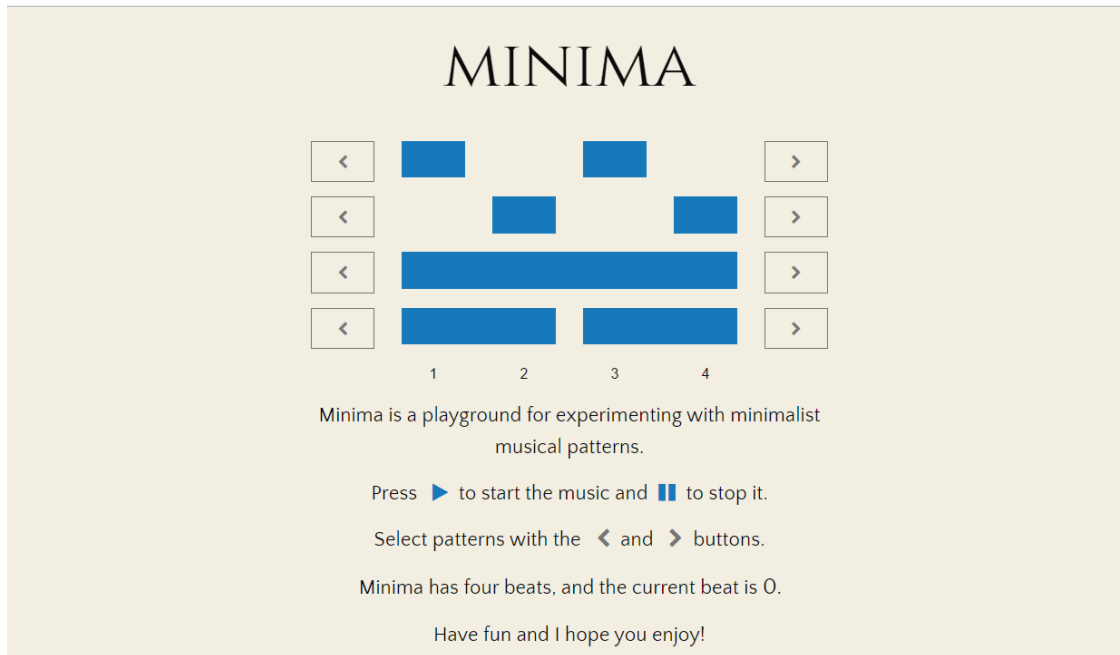 MINIMA
1 2 3 4
Minima is a playground for experimenting with minimalist
musical patterns.
Press to start the music and to stop it.
Select patterns with the and buttons.
Minima has four beats, and the current beat is 0.
Have fun and I hope you enjoy!